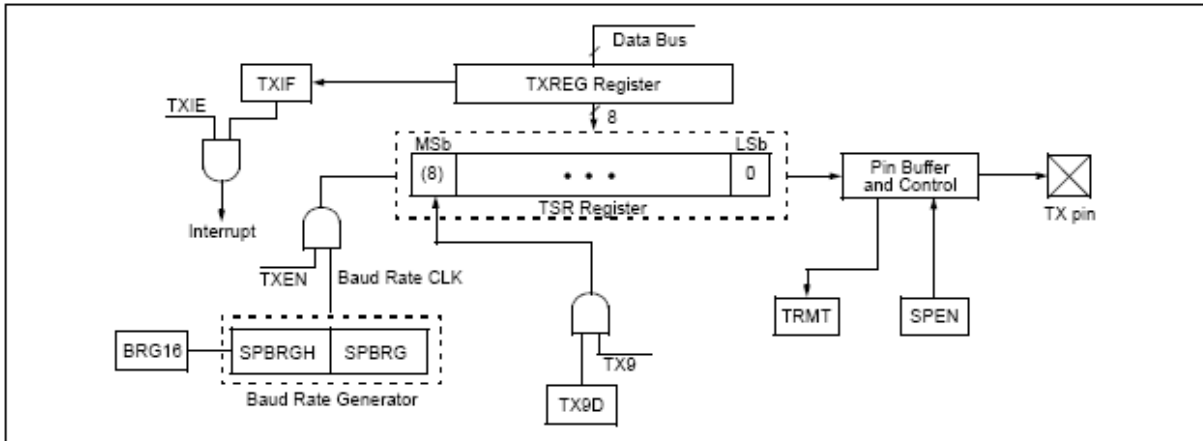 Data Bus
TXIF
TXREG Register
TXIE
8
MSb
LSb
(8)
• • •
0
Pin Buffer
and Control
TSR Register
TX pin
Interrupt
TXEN
Baud Rate CLK
TRMT
SPEN
BRG16
SPBRGH
SPBRG
TX9
Baud Rate Generator
TX9D